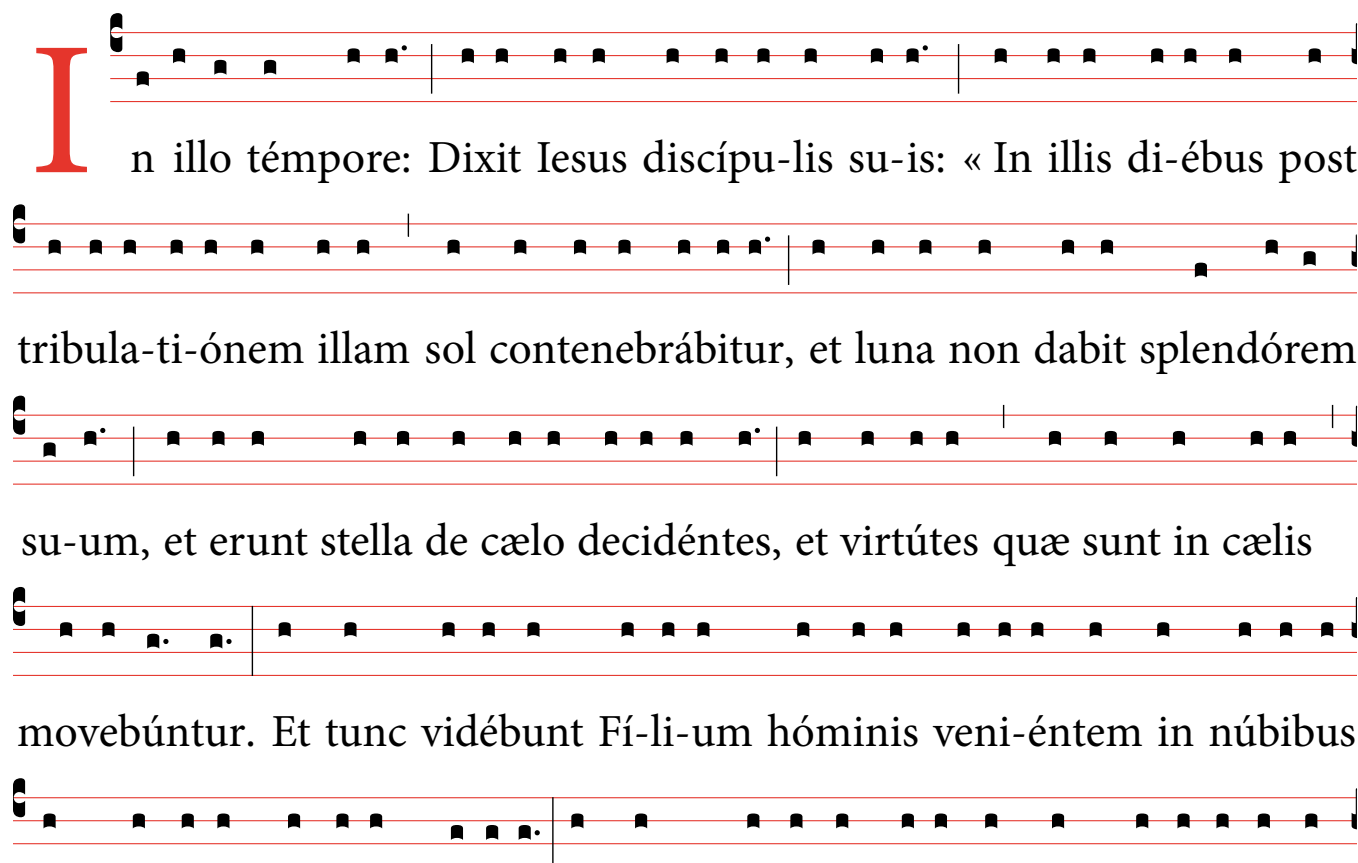 In illo témpore: Dixit Iesus discípu-lis su-is: « In illis di-ébus post
tribula-ti-ónem illam sol contenebrábitur, et luna non dabit splendórem
su-um, et erunt stella de cælo decidéntes, et virtútes quæ sunt in cælis
movebúntur. Et tunc vidébunt Fí-li-um hóminis veni-éntem in núbibus